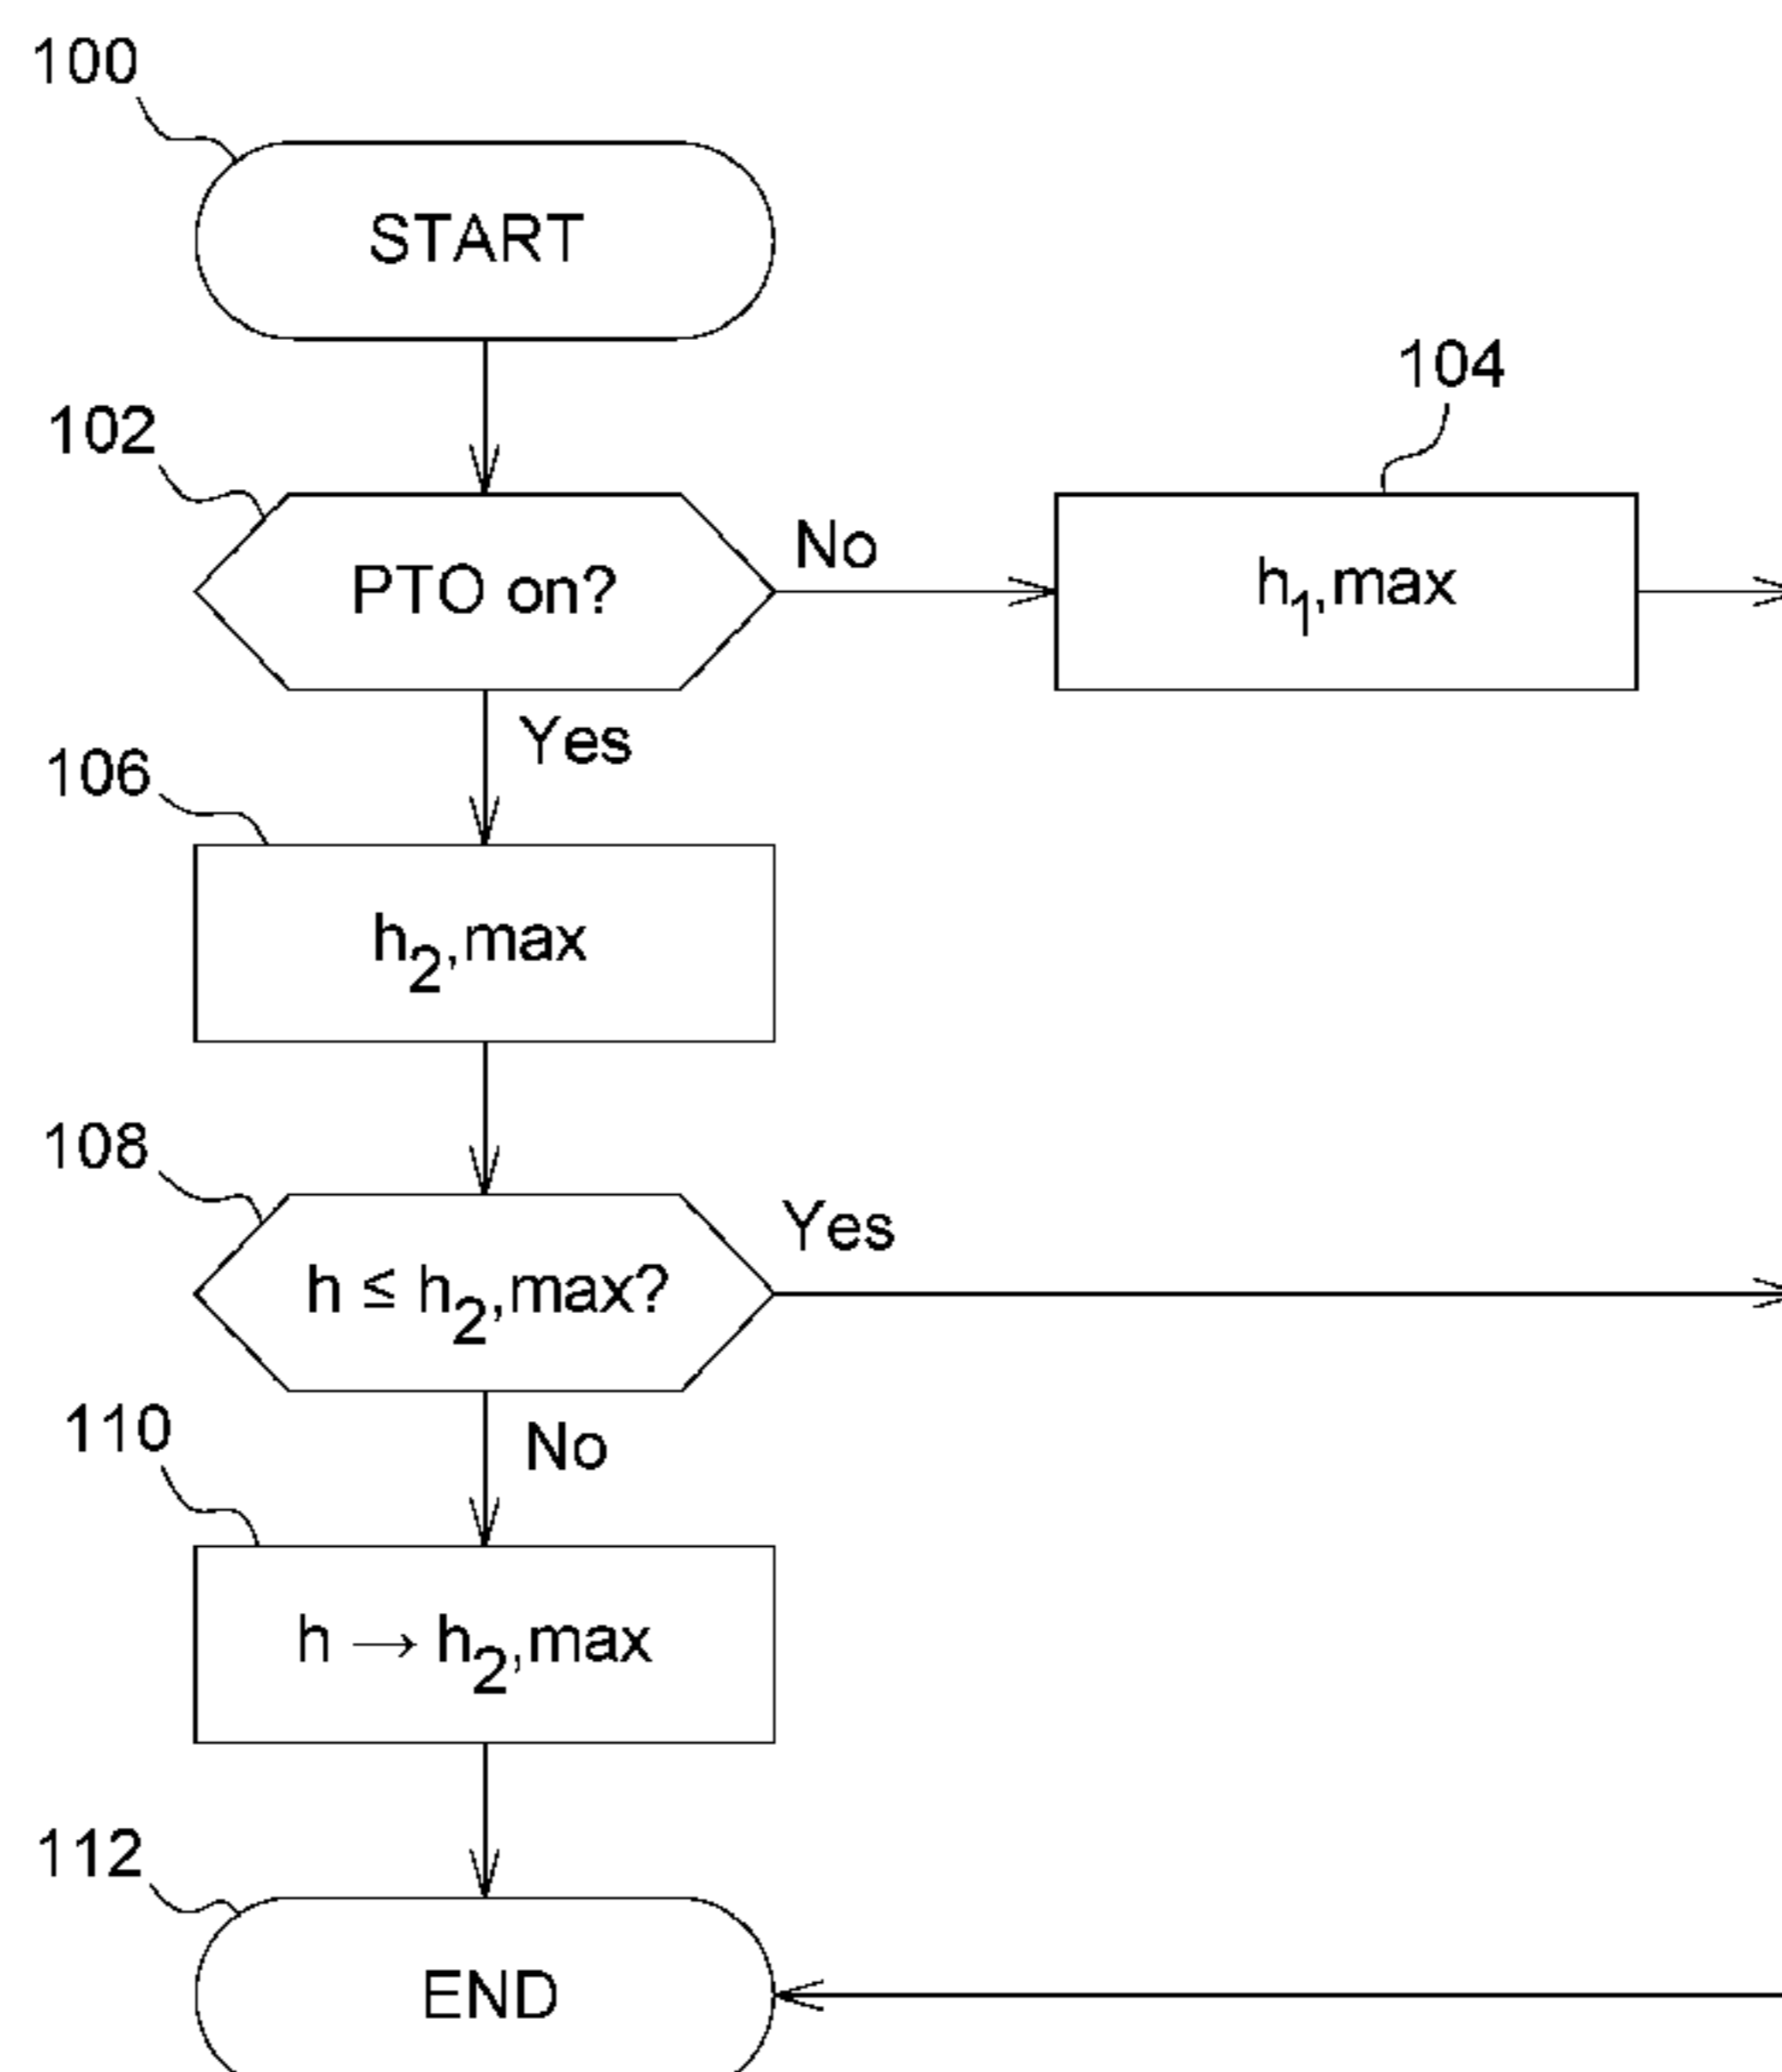 100
START
102
PTO on?
No
104
h₁,max
Yes
106
h₂,max
108
h ≤ h₂,max?
Yes
No
110
h → h₂,max
112
END